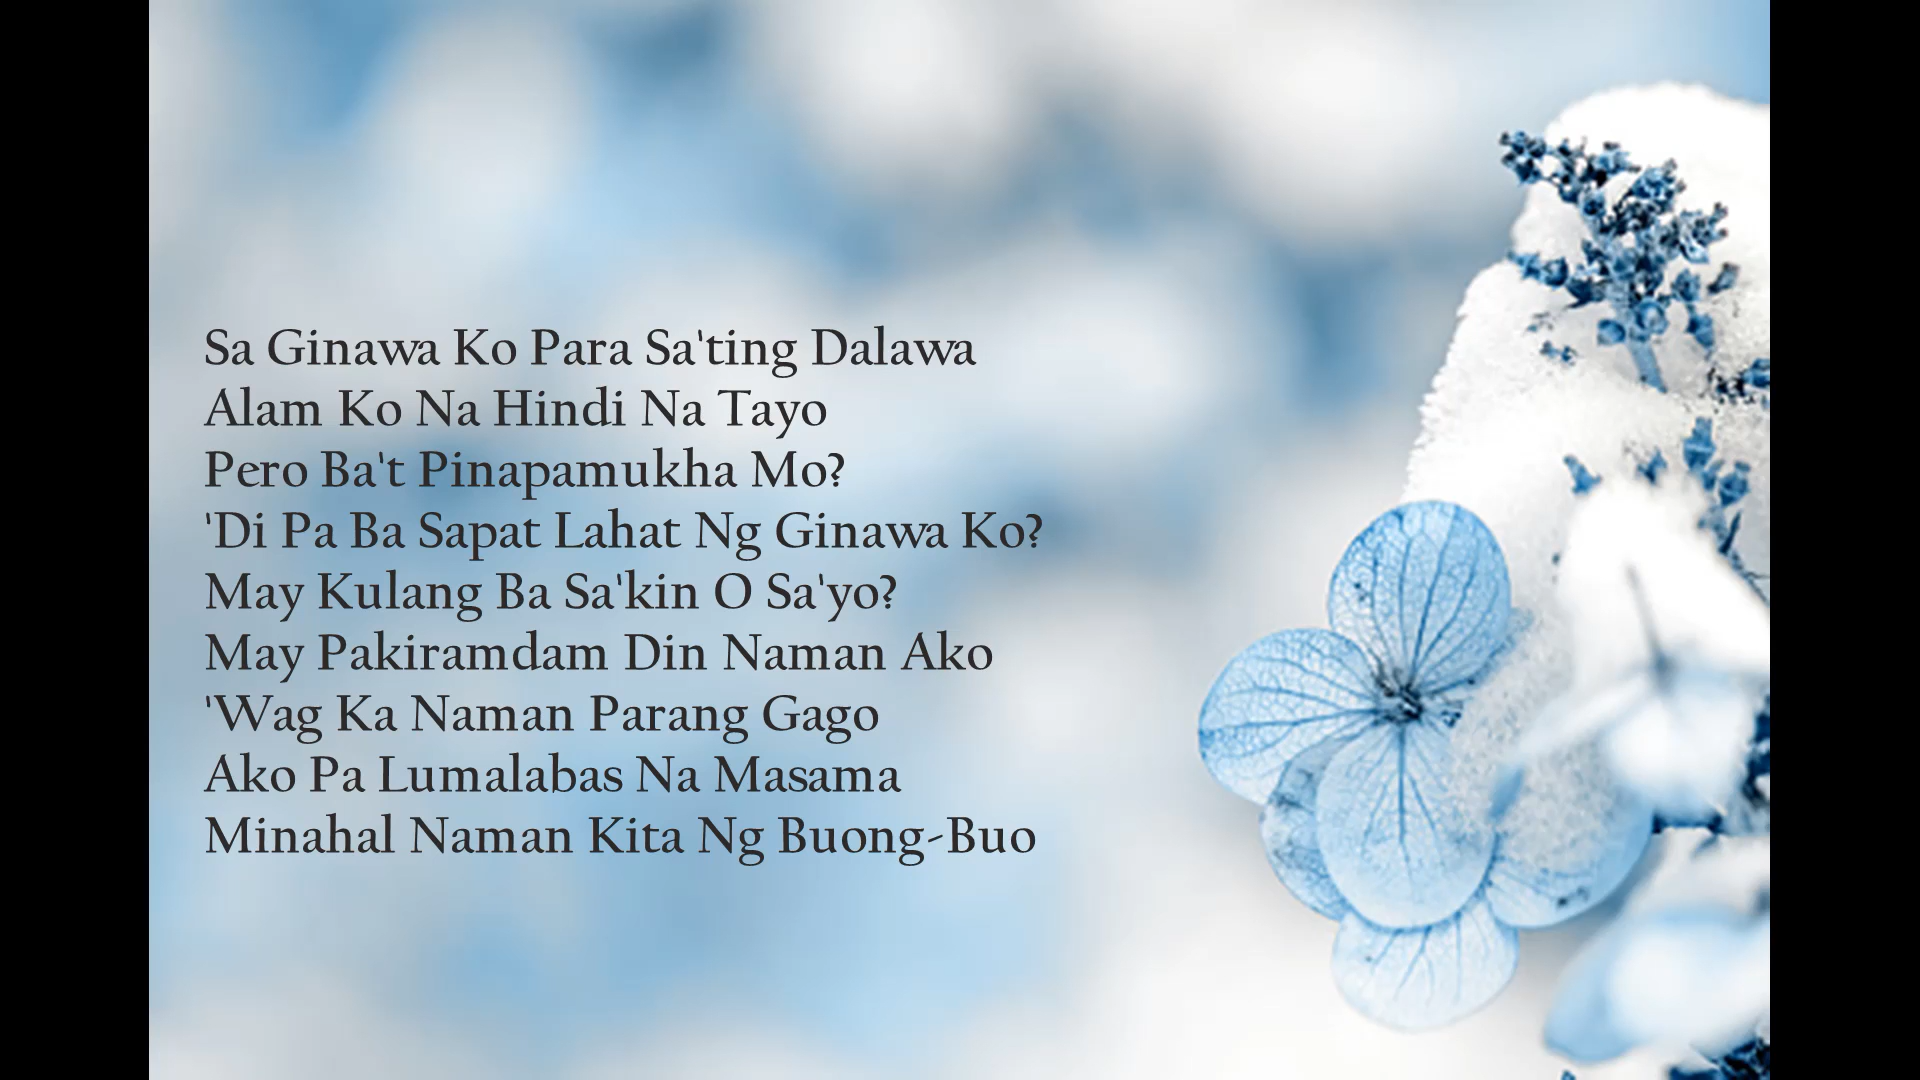 Sa Ginawa Ko Para Sa'ting Dalawa
Alam Ko Na Hindi Na Tayo
Pero Ba't Pinapamukha Mo?
'Di Pa Ba Sapat Lahat Ng Ginawa Ko?
May Kulang Ba Sa'kin O Sa'yo?
May Pakiramdam Din Naman Ako
'Wag Ka Naman Parang Gago
Ako Pa Lumalabas Na Masama
Minahal Naman Kita Ng Buong-Buo